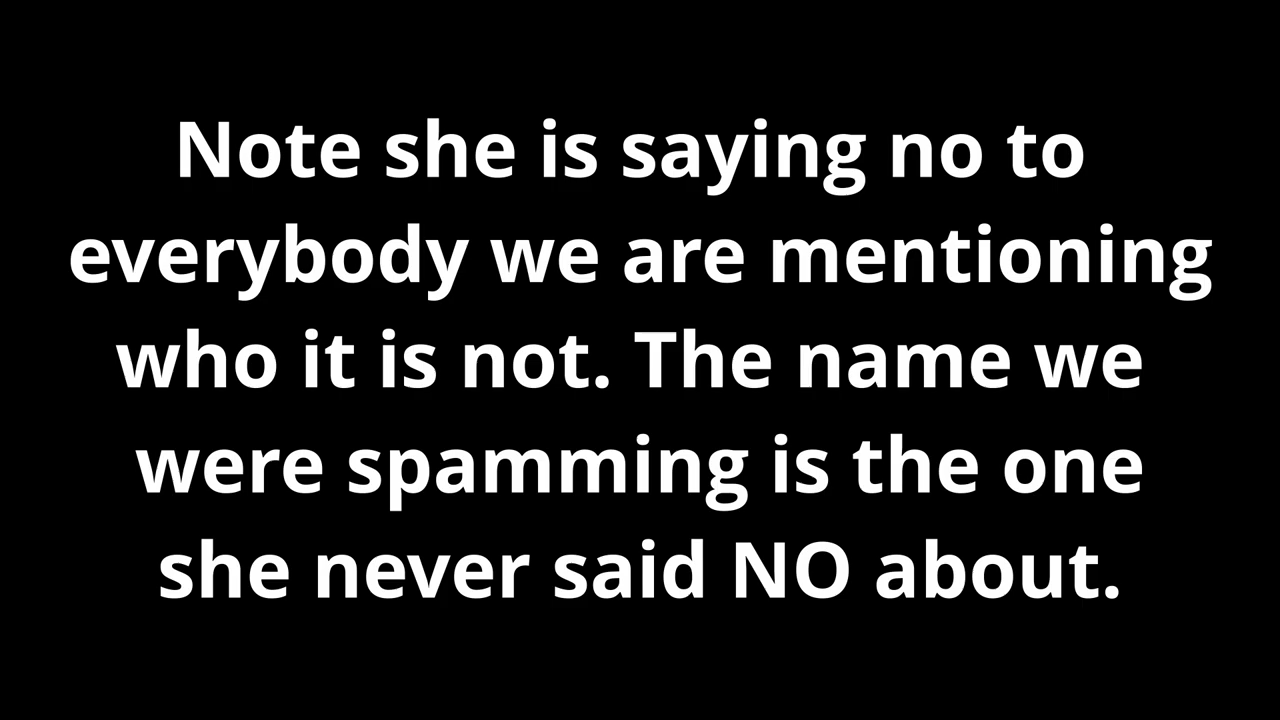 Note she is saying no to
everybody we are mentioning
who it is not. The name we
were spamming is the one
she never said NO about.